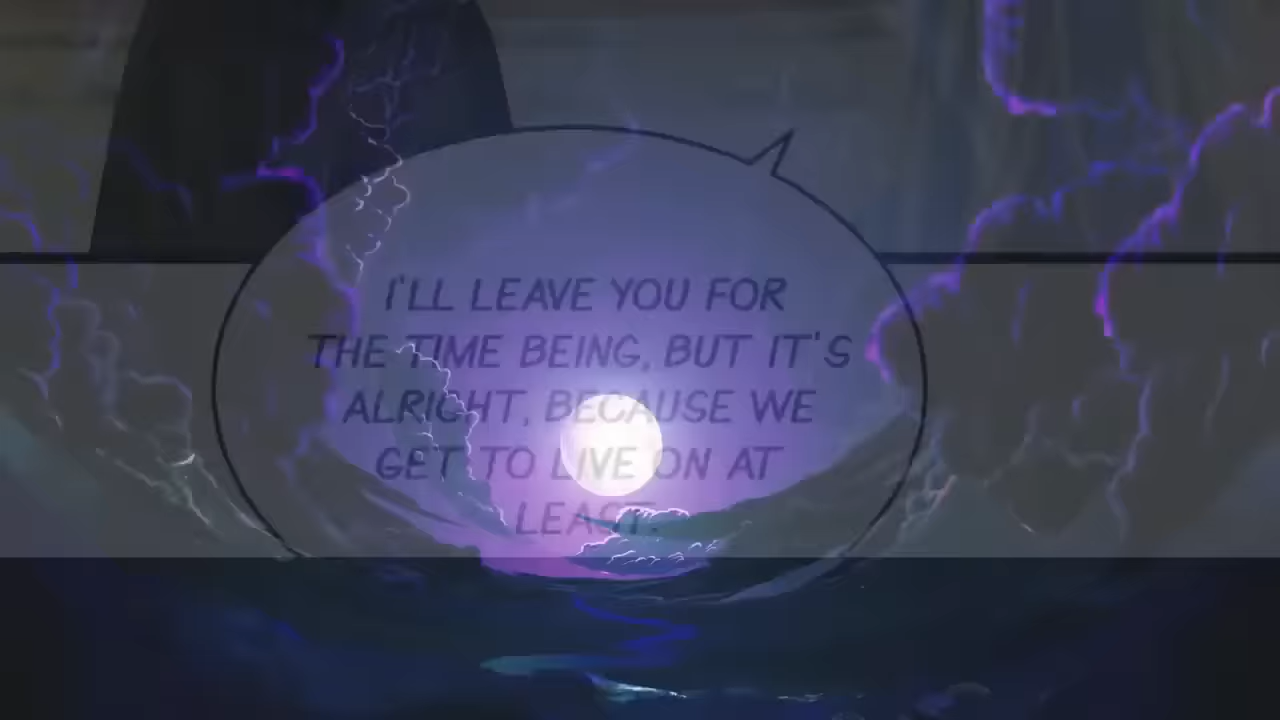 I'LL LEAVE YOU FOR
THE TIME BEING, BUT IT'S
ALRIGHT, BECAUSE WE
GET TO LIVE ON AT
LEAST.